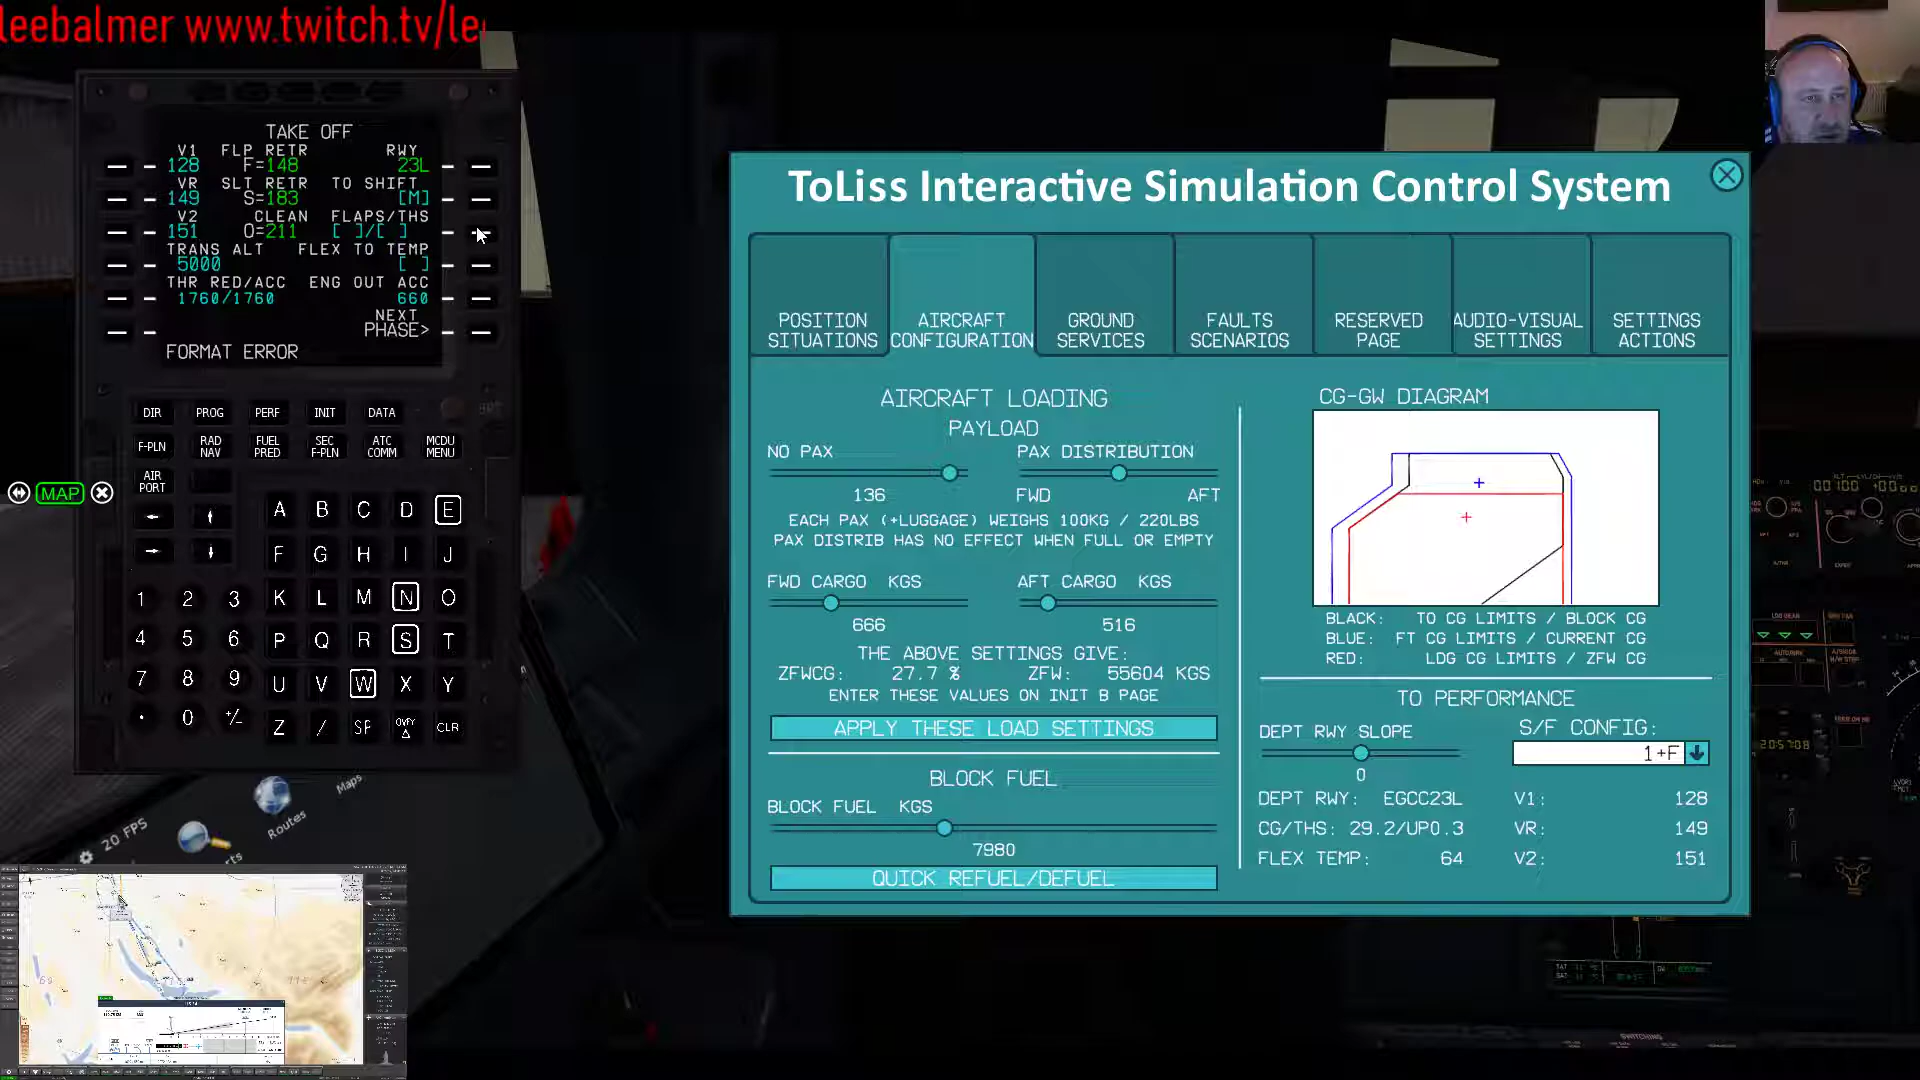 leebalmer www.twitch.tv/le
TAKE OFF
V1 FLP RETR RWY
128 F=148 23L
VR SLT RETR TO SHIFT
149 S=183 [M]
V2 CLEAN FLAPS/THS
151 O=211 [ ]/[ ]
TRANS ALT FLEX TO TEMP
5000 [ ]
THR RED/ACC ENG OUT ACC
1760/1760 660
NEXT
PHASE>
FORMAT ERROR
DIR PROG PERF INIT DATA
F-PLN RAD NAV FUEL PRED SEC F-PLN ATC COMM MCDU MENU
AIR PORT
A B C D E
F G H I J
1 2 3 K L M N O
4 5 6 P Q R S T
7 8 9 U V W X Y
. 0 +/- Z / SP OVFY CLR
MAP
20 FPS
Routes
Maps
ToLiss Interactive Simulation Control System
POSITION SITUATIONS
AIRCRAFT CONFIGURATION
GROUND SERVICES
FAULTS SCENARIOS
RESERVED PAGE
AUDIO-VISUAL SETTINGS
SETTINGS ACTIONS
AIRCRAFT LOADING
PAYLOAD
NO PAX PAX DISTRIBUTION
136 FWD AFT
EACH PAX (+LUGGAGE) WEIGHS 100KG / 220LBS
PAX DISTRIB HAS NO EFFECT WHEN FULL OR EMPTY
FWD CARGO KGS AFT CARGO KGS
666 516
THE ABOVE SETTINGS GIVE:
ZFWCG: 27.7 % ZFW: 55604 KGS
ENTER THESE VALUES ON INIT B PAGE
APPLY THESE LOAD SETTINGS
BLOCK FUEL
BLOCK FUEL KGS
7980
QUICK REFUEL/DEFUEL
CG-GW DIAGRAM
BLACK: TO CG LIMITS / BLOCK CG
BLUE: FT CG LIMITS / CURRENT CG
RED: LDG CG LIMITS / ZFW CG
TO PERFORMANCE
DEPT RWY SLOPE S/F CONFIG:
0 1+F
DEPT RWY: EGCC23L V1: 128
CG/THS: 29.2/UP0.3 VR: 149
FLEX TEMP: 64 V2: 151
20:57:08